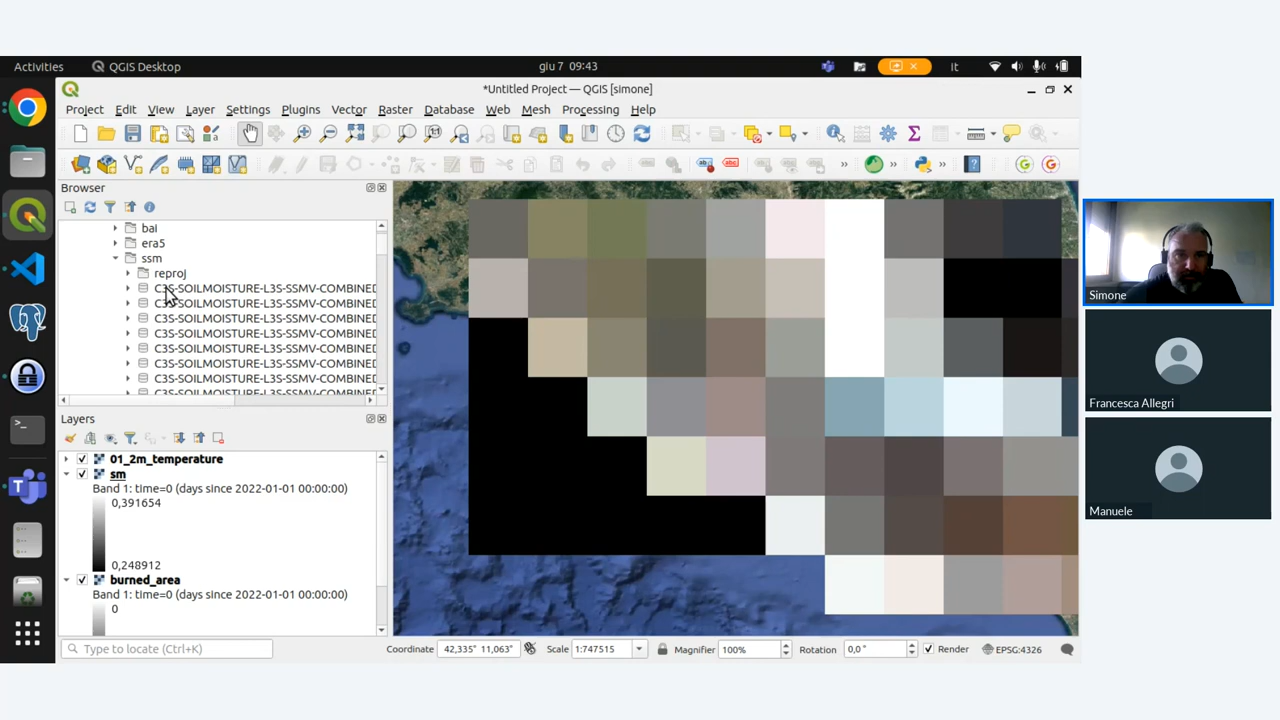 Activities QGIS Desktop giu 7 09:43 it
*Untitled Project — QGIS [simone]
Project Edit View Layer Settings Plugins Vector Raster Database Web Mesh Processing Help
Browser
bai
era5
ssm
reproj
C3S-SOILMOISTURE-L3S-SSMV-COMBINED
C3S-SOILMOISTURE-L3S-SSMV-COMBINED
C3S-SOILMOISTURE-L3S-SSMV-COMBINED
C3S-SOILMOISTURE-L3S-SSMV-COMBINED
C3S-SOILMOISTURE-L3S-SSMV-COMBINED
C3S-SOILMOISTURE-L3S-SSMV-COMBINED
C3S-SOILMOISTURE-L3S-SSMV-COMBINED
Layers
01_2m_temperature
sm
Band 1: time=0 (days since 2022-01-01 00:00:00)
0,391654
0,248912
burned_area
Band 1: time=0 (days since 2022-01-01 00:00:00)
0
Type to locate (Ctrl+K) Coordinate 42,335° 11,063° Scale 1:747515 Magnifier 100% Rotation 0,0 ° Render EPSG:4326
Simone
Francesca Allegri
Manuele